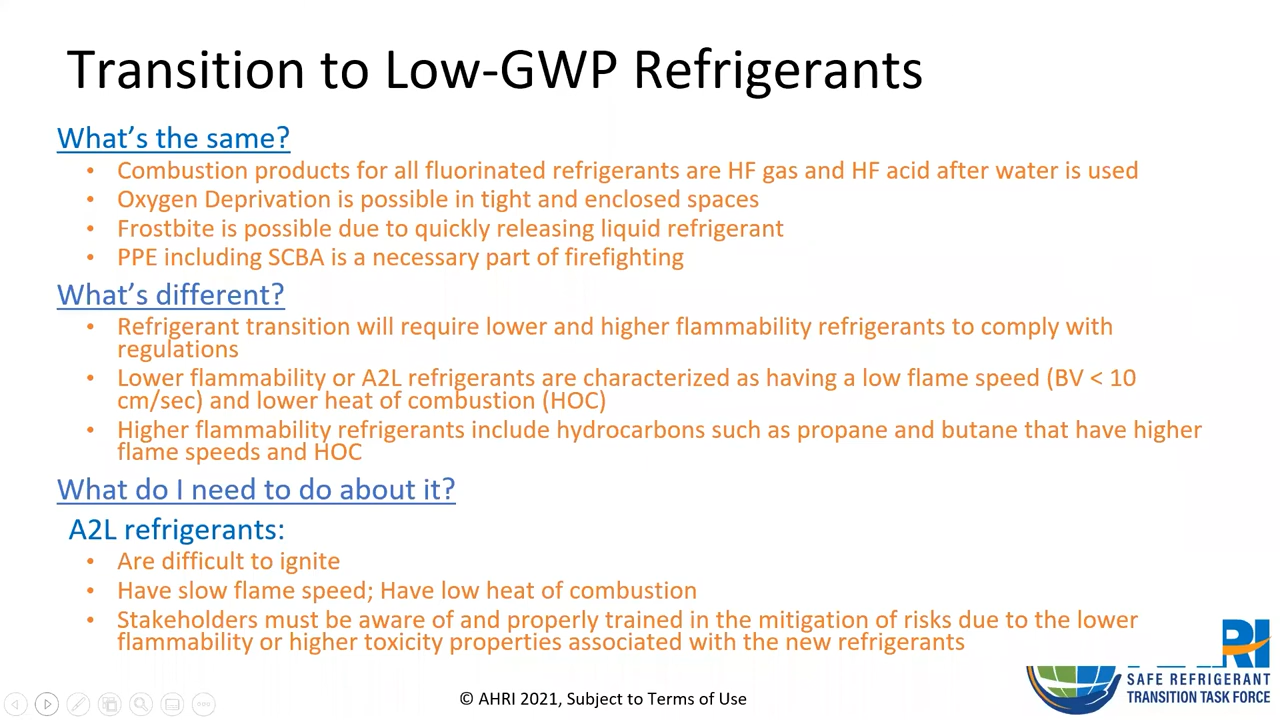 Transition to Low-GWP Refrigerants
What's the same?
• Combustion products for all fluorinated refrigerants are HF gas and HF acid after water is used
• Oxygen Deprivation is possible in tight and enclosed spaces
• Frostbite is possible due to quickly releasing liquid refrigerant
• PPE including SCBA is a necessary part of firefighting
What's different?
• Refrigerant transition will require lower and higher flammability refrigerants to comply with
regulations
• Lower flammability or A2L refrigerants are characterized as having a low flame speed (BV < 10
cm/sec) and lower heat of combustion (HOC)
• Higher flammability refrigerants include hydrocarbons such as propane and butane that have higher
flame speeds and HOC
What do I need to do about it?
A2L refrigerants:
• Are difficult to ignite
• Have slow flame speed; Have low heat of combustion
• Stakeholders must be aware of and properly trained in the mitigation of risks due to the lower
flammability or higher toxicity properties associated with the new refrigerants
SAFE REFRIGERANT
TRANSITION TASK FORCE
© AHRI 2021, Subject to Terms of Use